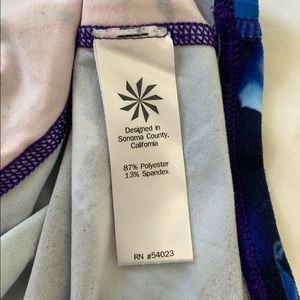 Designed in
Sonoma County,
California
87% Polyester
13% Spandex
RN #54023